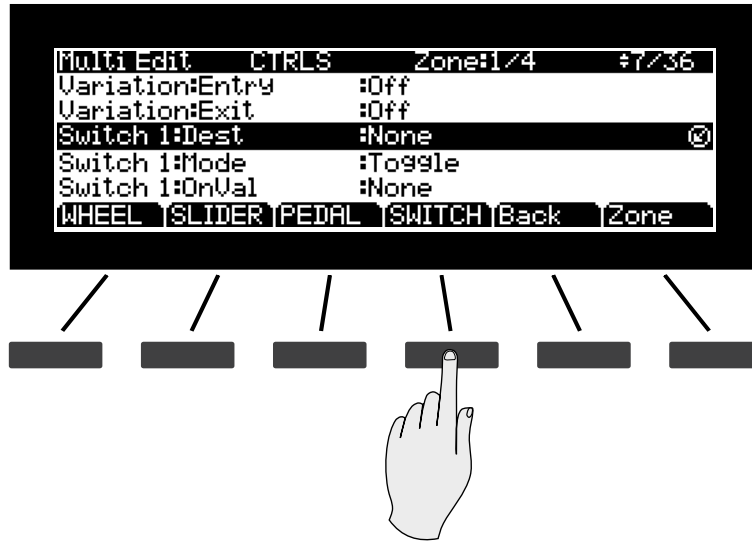 Multi Edit CTRLS Zone:1/4 7/36
Variation:Entry :Off
Variation:Exit :Off
Switch 1:Dest :None
Switch 1:Mode :Toggle
Switch 1:OnVal :None
WHEEL SLIDER PEDAL SWITCH Back Zone